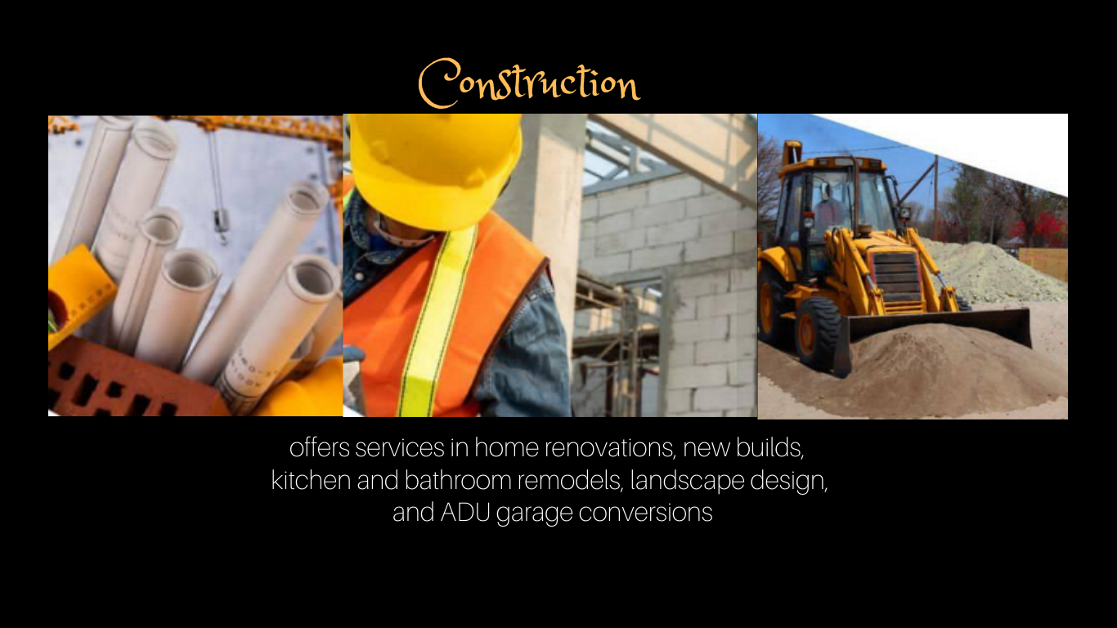 Construction
offers services in home renovations, new builds,
kitchen and bathroom remodels, landscape design,
and ADU garage conversions